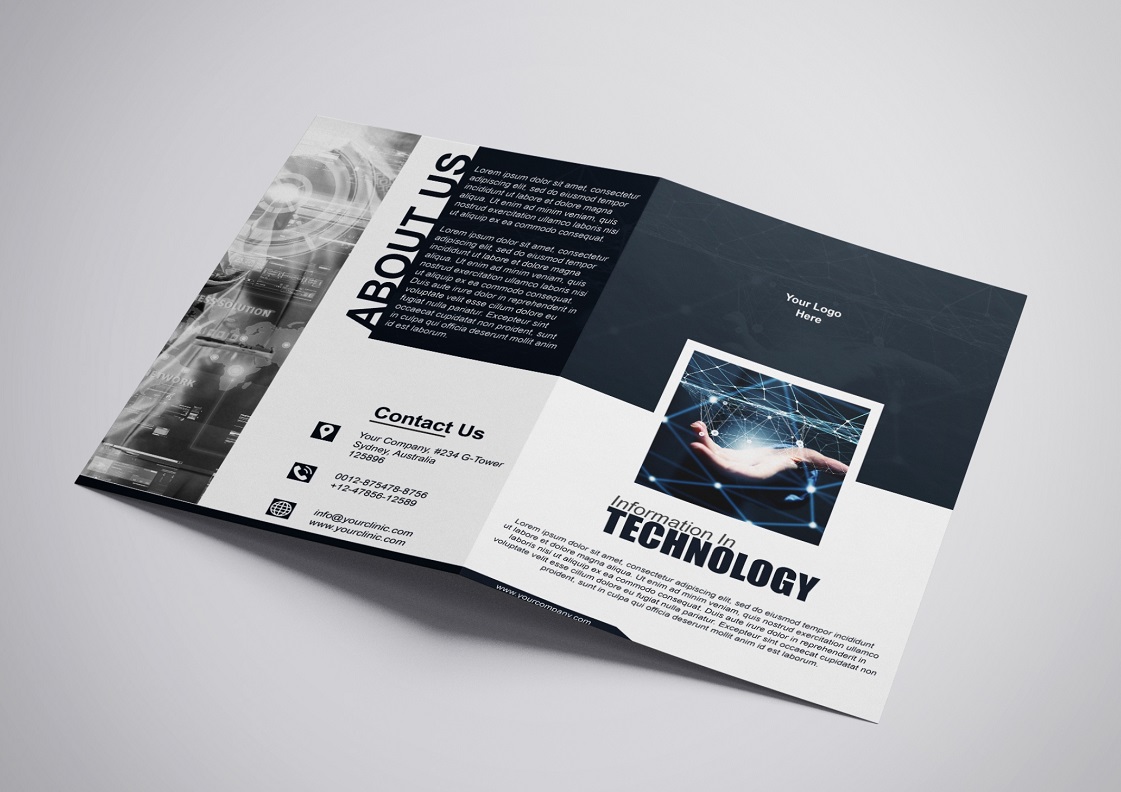 ABOUT US
Lorem ipsum dolor sit amet, consectetur
adipiscing elit, sed do eiusmod tempor
incididunt ut labore et dolore magna
aliqua. Ut enim ad minim veniam, quis
nostrud exercitation ullamco laboris nisi
ut aliquip ex ea commodo consequat.
Lorem ipsum dolor sit amet, consectetur
adipiscing elit, sed do eiusmod tempor
incididunt ut labore et dolore magna
aliqua. Ut enim ad minim veniam, quis
nostrud exercitation ullamco laboris nisi
ut aliquip ex ea commodo consequat.
Duis aute irure dolor in reprehenderit in
voluptate velit esse cillum dolore eu
fugiat nulla pariatur. Excepteur sint
occaecat cupidatat non proident, sunt
in culpa qui officia deserunt mollit anim
id est laborum.
SOLUTION
Contact Us
Your Company, #234 G-Tower
Sydney, Australia
125896
0012-875478-8756
+12-47856-12589
info@yourclinic.com
www.yourclinic.com
Your Logo
Here
Information In
TECHNOLOGY
Lorem ipsum dolor sit amet, consectetur adipiscing elit, sed do eiusmod tempor incididunt
ut labore et dolore magna aliqua. Ut enim ad minim veniam, quis nostrud exercitation ullamco
laboris nisi ut aliquip ex ea commodo consequat. Duis aute irure dolor in reprehenderit in
voluptate velit esse cillum dolore eu fugiat nulla pariatur. Excepteur sint occaecat cupidatat non
proident, sunt in culpa qui officia deserunt mollit anim id est laborum.
www.yourcompany.com